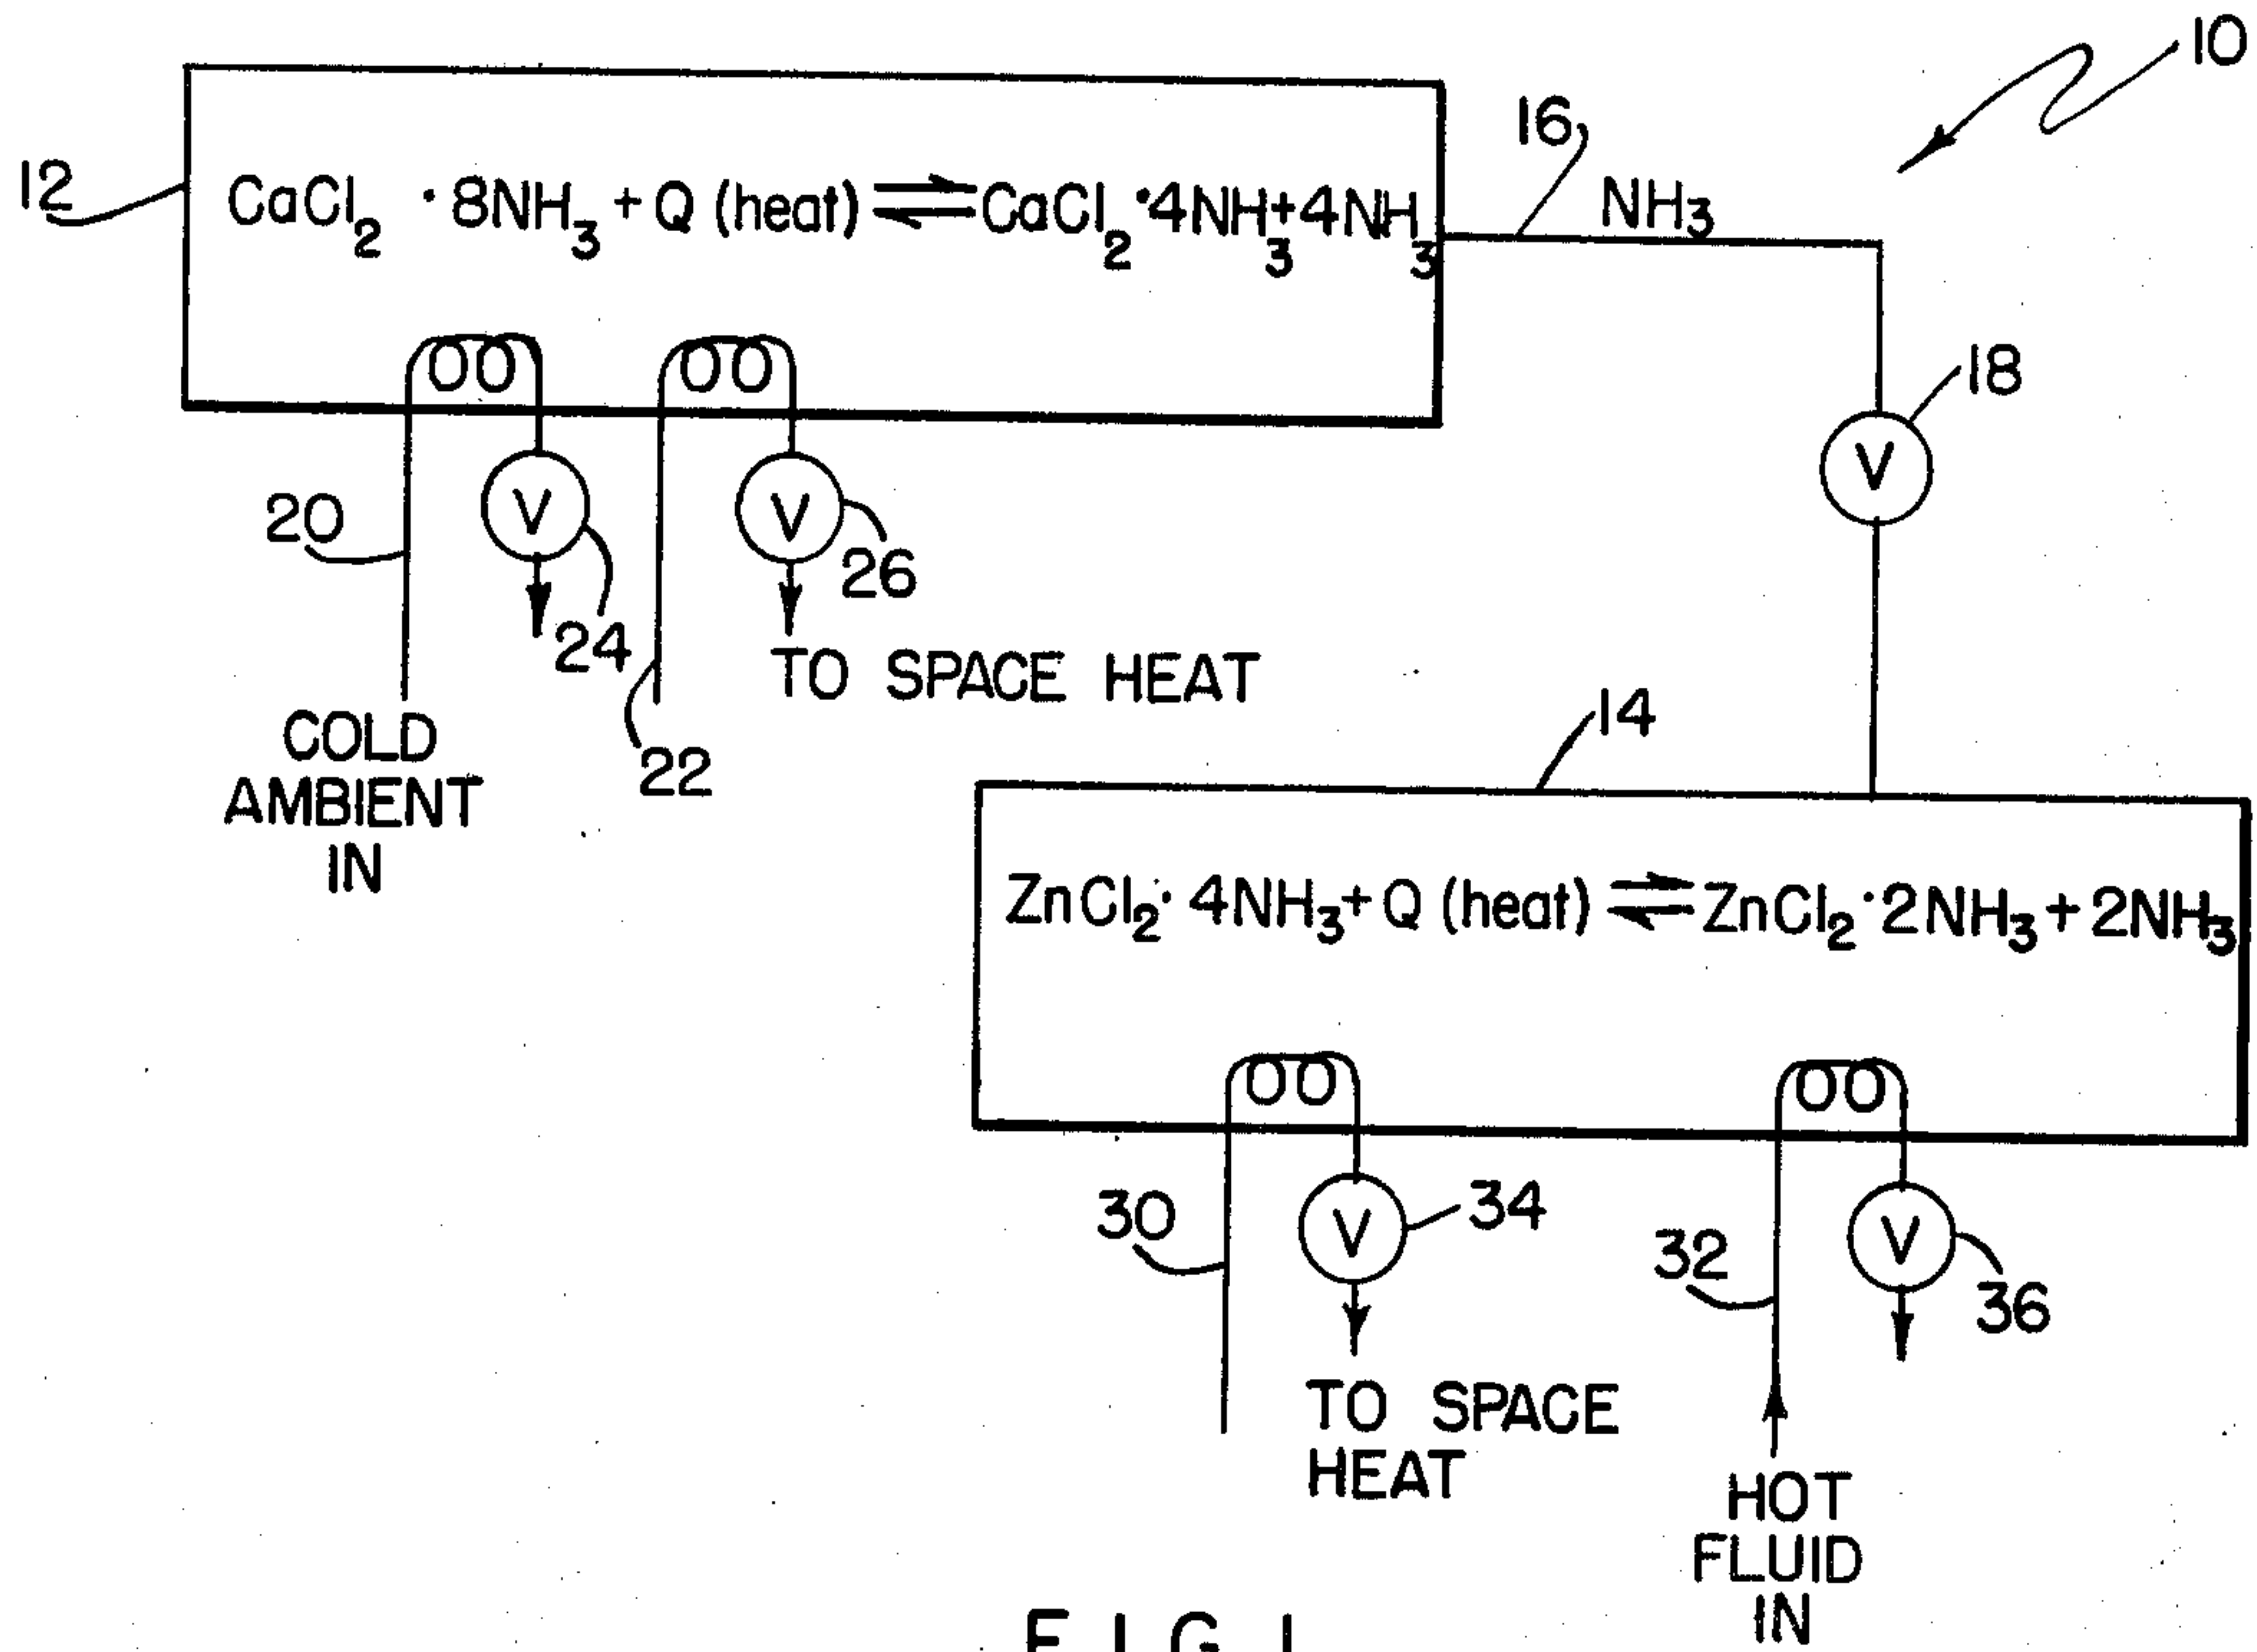 10
16
12
CaCl₂ · 8NH₃ + Q (heat) ⇌ CaCl₂ · 4NH₃ + 4NH₃
NH₃
18
V
V
V
20
26
24
TO SPACE HEAT
22
COLD
AMBIENT
IN
14
ZnCl₂ · 4NH₃ + Q (heat) ⇌ ZnCl₂ · 2NH₃ + 2NH₃
30
V
34
32
V
36
TO SPACE
HEAT
HOT
FLUID
IN
FIG 1